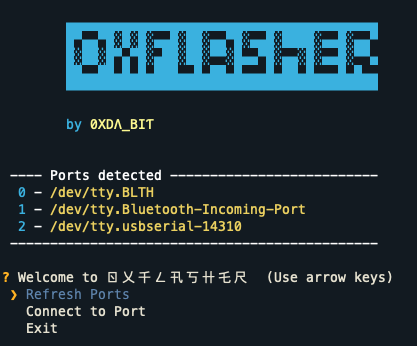 0XFLASHER
by 0XDΛ_BIT
---- Ports detected --------------------------
0 - /dev/tty.BLTH
1 - /dev/tty.Bluetooth-Incoming-Port
2 - /dev/tty.usbserial-14310
----------------------------------------------
? Welcome to ㄖ乂千ㄥ卂丂卄乇尺 (Use arrow keys)
❯ Refresh Ports
Connect to Port
Exit